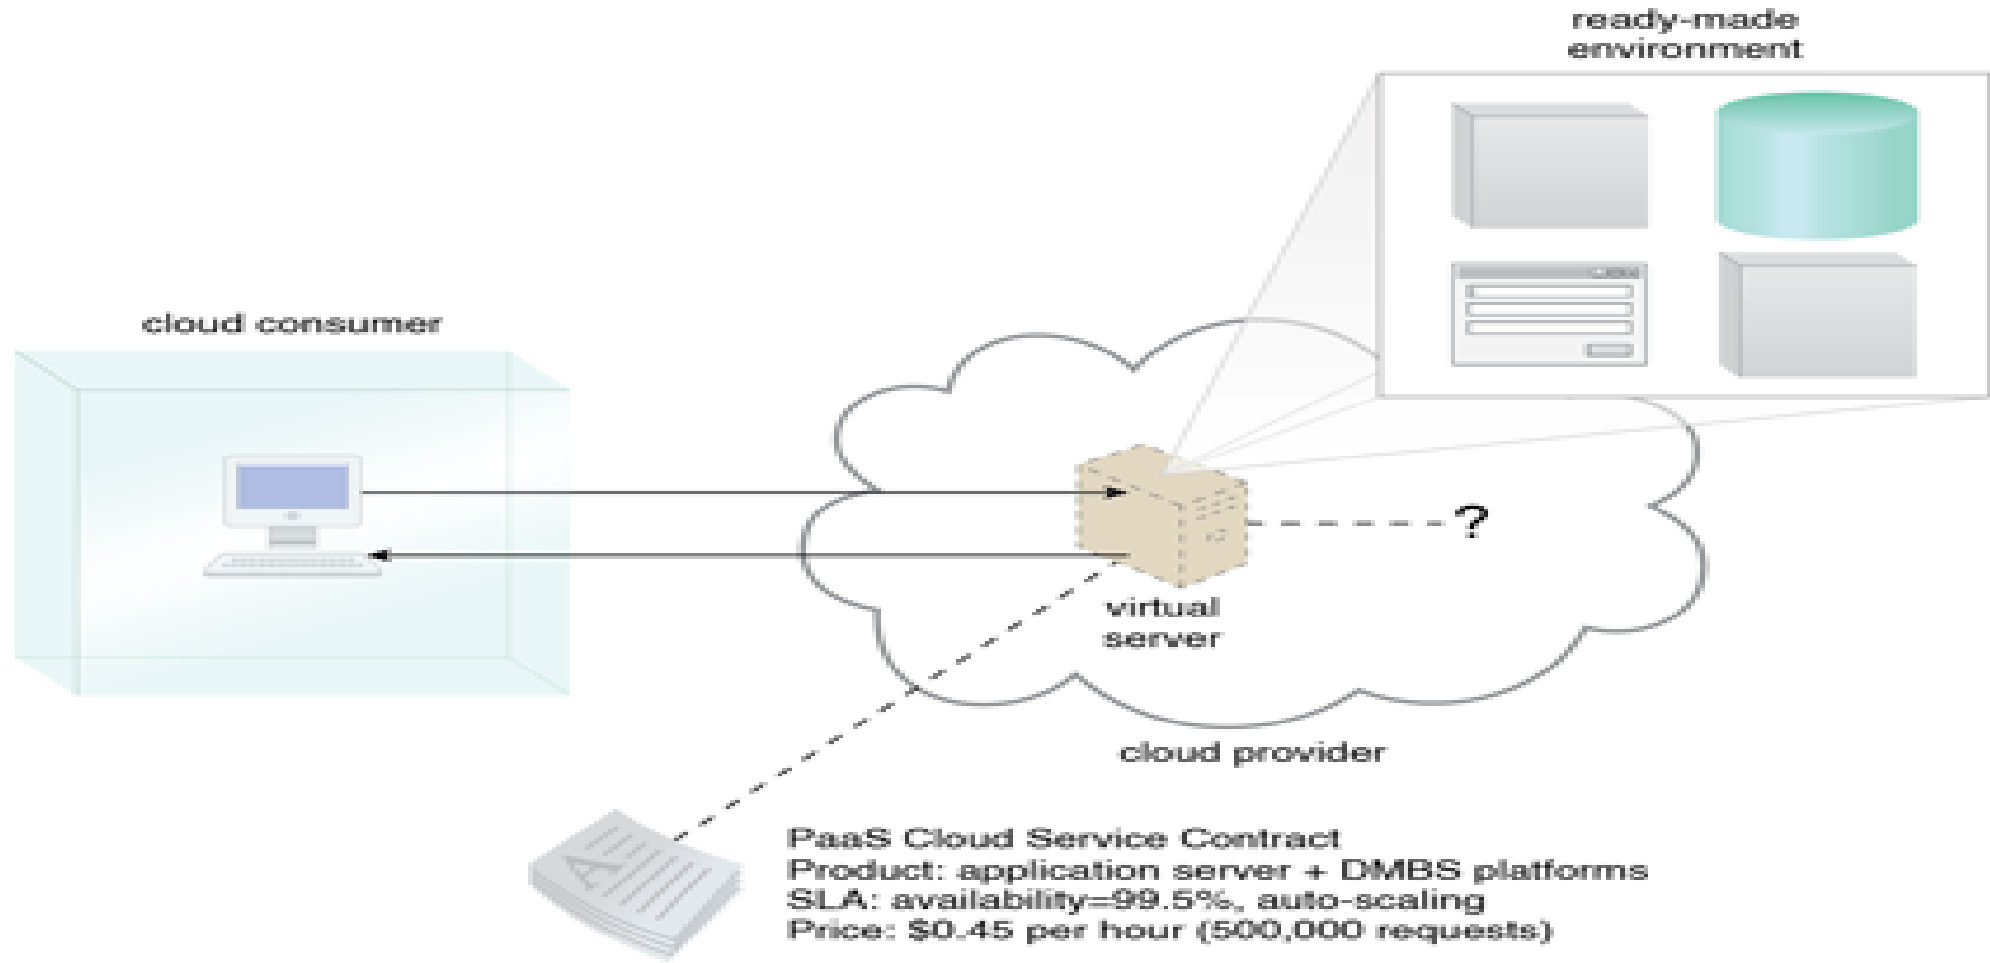 ready-made
environment
cloud consumer
?
virtual
server
cloud provider
PaaS Cloud Service Contract
Product: application server + DMBS platforms
SLA: availability=99.5%, auto-scaling
Price: $0.45 per hour (500,000 requests)
A